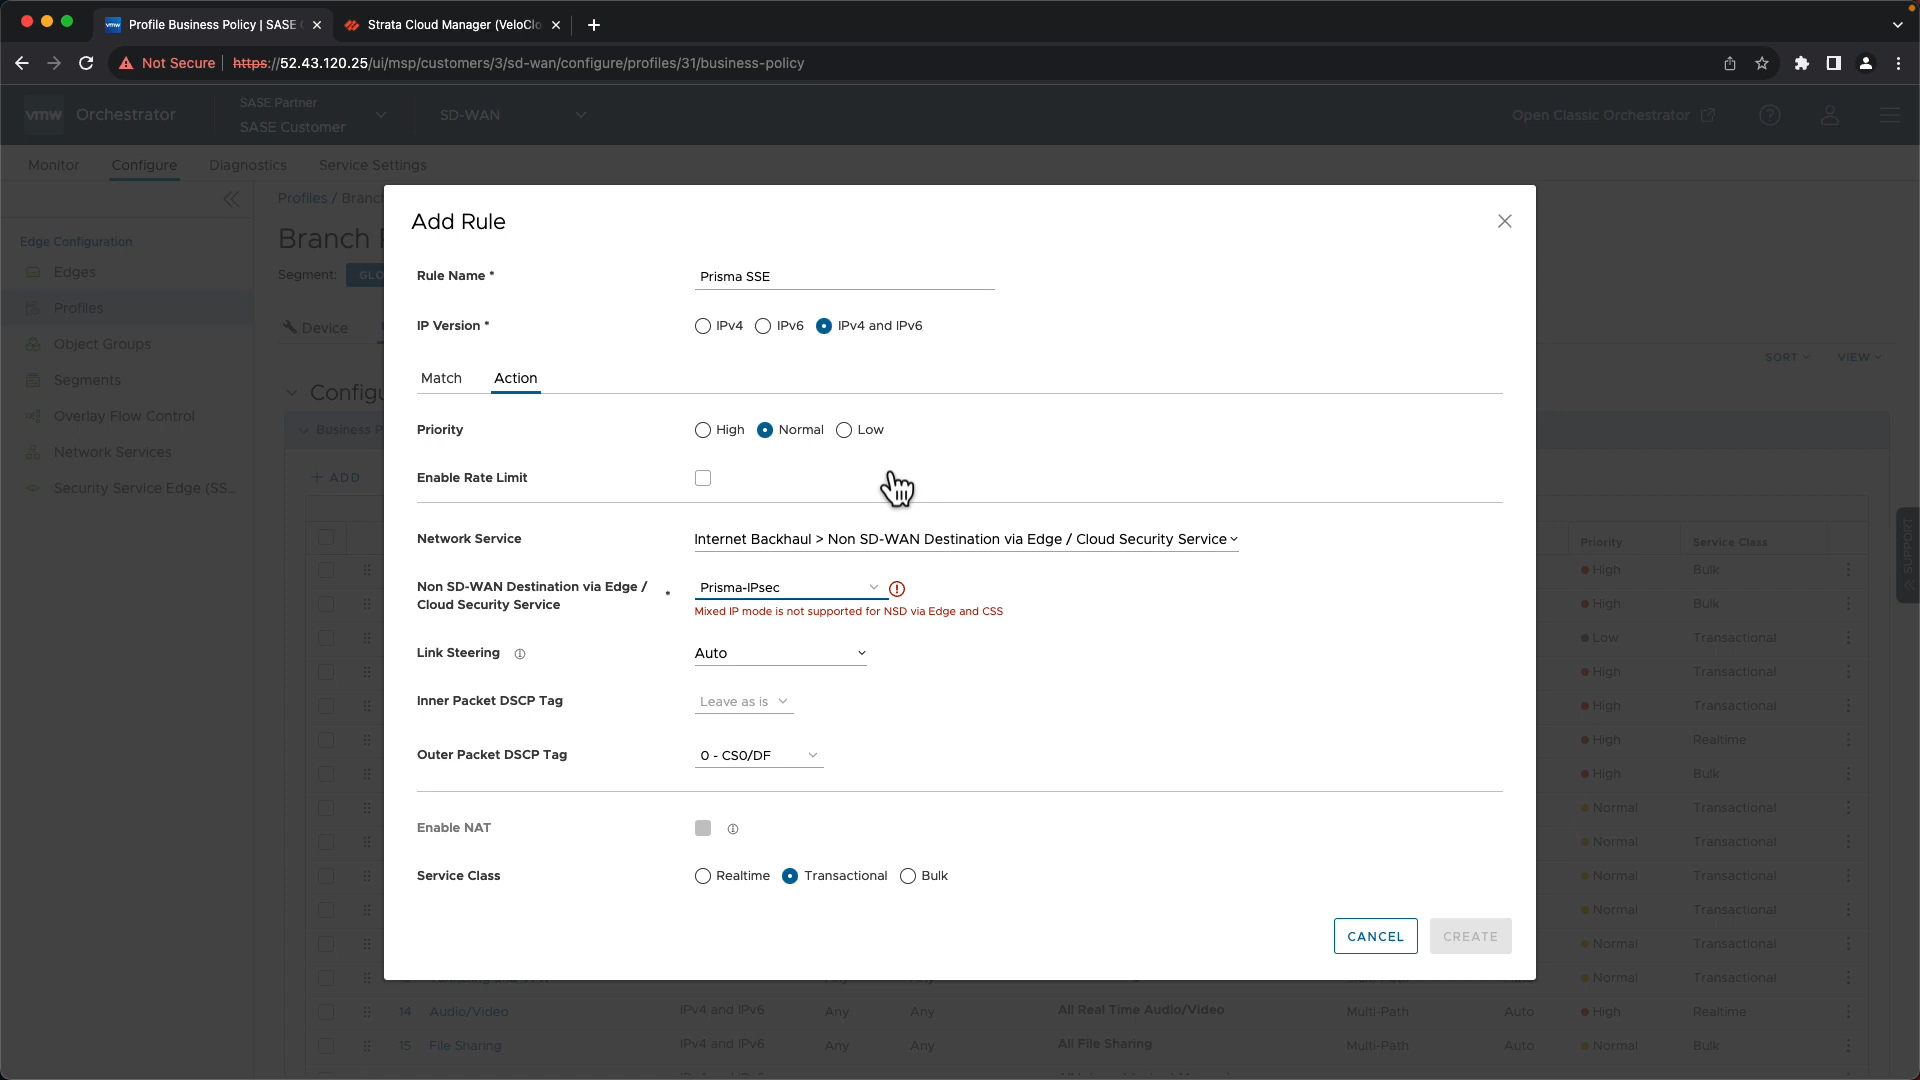 Profile Business Policy | SASE
Strata Cloud Manager (VeloClo
Not Secure
https://52.43.120.25/ui/msp/customers/3/sd-wan/configure/profiles/31/business-policy
vmw Orchestrator
SASE Partner
SASE Customer
SD-WAN
Open Classic Orchestrator
Monitor Configure Diagnostics Service Settings
Profiles / Branch
Branch
Segment: GLO
Edge Configuration
Edges
Profiles
Object Groups
Segments
Overlay Flow Control
Network Services
Security Service Edge (SS...
Device
SORT VIEW
Configu
Business P
+ ADD
Add Rule
Rule Name * Prisma SSE
IP Version * IPv4 IPv6 IPv4 and IPv6
Match Action
Priority High Normal Low
Enable Rate Limit
Network Service Internet Backhaul > Non SD-WAN Destination via Edge / Cloud Security Service
Non SD-WAN Destination via Edge / Cloud Security Service * Prisma-IPsec
Mixed IP mode is not supported for NSD via Edge and CSS
Link Steering Auto
Inner Packet DSCP Tag Leave as is
Outer Packet DSCP Tag 0 - CS0/DF
Enable NAT
Service Class Realtime Transactional Bulk
CANCEL CREATE
SUPPORT
Priority Service Class
High Bulk
High Bulk
Low Transactional
High Transactional
High Transactional
High Realtime
High Bulk
Normal Transactional
Normal Transactional
Normal Transactional
Normal Transactional
Normal Transactional
Normal Transactional
14 Audio/Video IPv4 and IPv6 Any Any All Real Time Audio/Video Multi-Path Auto High Realtime
15 File Sharing IPv4 and IPv6 Any Any All File Sharing Multi-Path Auto Normal Bulk